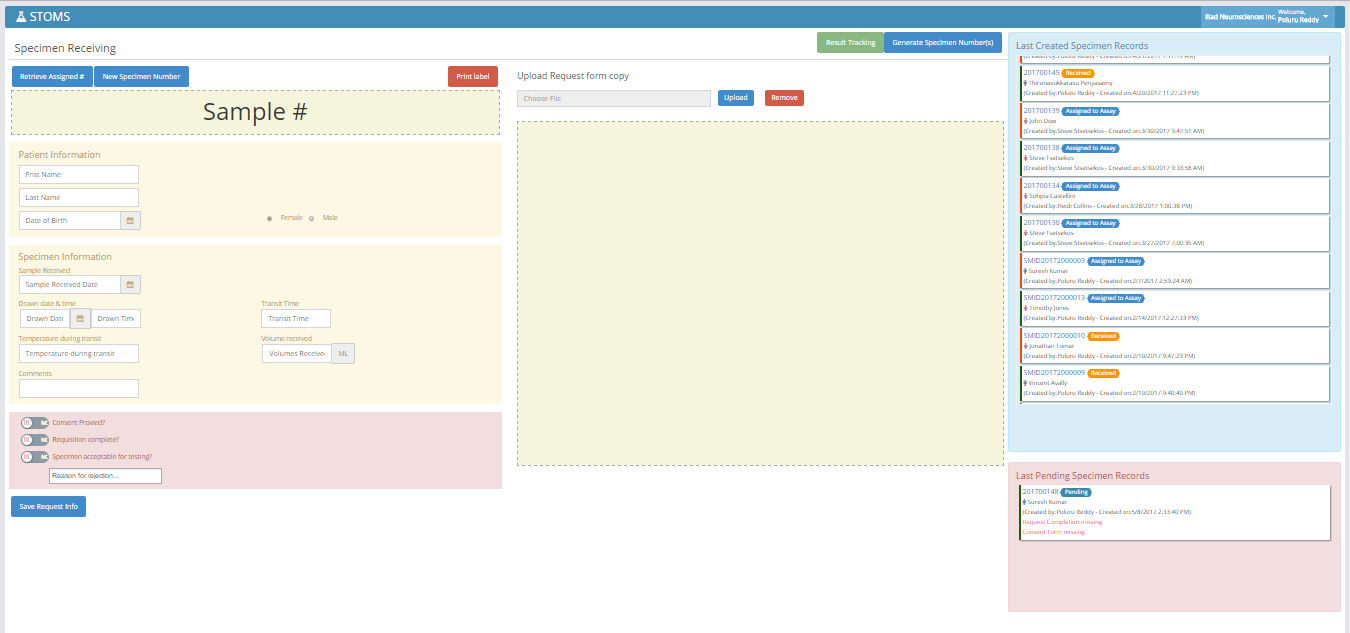 STOMS
Iliad Neurosciences Inc. Welcome, Poluru Reddy
Specimen Receiving
Result Tracking
Generate Specimen Number(s)
Retrieve Assigned #
New Specimen Number
Print label
Sample #
Patient Information
Frist Name
Last Name
Date of Birth
Female
Male
Specimen Information
Sample Received
Sample Received Date
Drawn date & time
Transit Time
Drawn Date
Drawn Time
Transit Time
Temperature during transit
Volume received
Temperature during transit
Volumes Received
ML
Comments
NO Consent Provied?
NO Requisition complete?
NO Specimen acceptable for testing?
Reason for rejection...
Save Request Info
Upload Request form copy
Choose File
Upload
Remove
Last Created Specimen Records
201700145 Received
Thirunavukkarasu Periyasamy
(Created by:Poluru Reddy - Created on:4/20/2017 11:27:23 PM)
201700139 Assigned to Assay
John Dow
(Created by:Steve Stsetsekos - Created on:3/30/2017 9:47:51 AM)
201700138 Assigned to Assay
Steve Tsetsekos
(Created by:Steve Stsetsekos - Created on:3/30/2017 9:33:58 AM)
201700134 Assigned to Assay
Sohpia Castellini
(Created by:Heidi Collins - Created on:3/28/2017 1:00:38 PM)
201700130 Assigned to Assay
Steve Tsetsekos
(Created by:Steve Stsetsekos - Created on:3/27/2017 7:00:35 AM)
SMID20172000003 Assigned to Assay
Suresh Kumar
(Created by:Poluru Reddy - Created on:2/7/2017 2:59:24 AM)
SMID20172000013 Assigned to Assay
Timothy Jones
(Created by:Poluru Reddy - Created on:2/14/2017 12:27:33 PM)
SMID20172000010 Received
Jonathan Tomar
(Created by:Poluru Reddy - Created on:2/10/2017 9:47:23 PM)
SMID20172000009 Received
Vincent Avally
(Created by:Poluru Reddy - Created on:2/10/2017 9:40:40 PM)
Last Pending Specimen Records
201700148 Pending
Suresh Kumar
(Created by:Poluru Reddy - Created on:5/8/2017 2:33:40 PM)
Request Completion missing
Consent Form missing